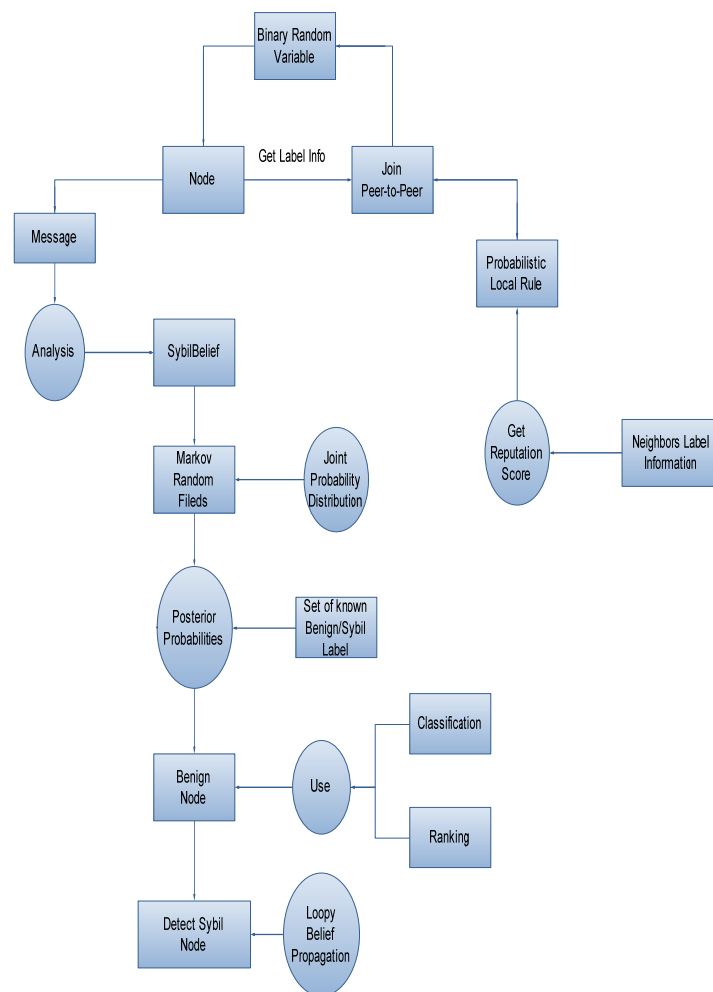 Binary Random
Variable
Get Label Info
Node
Join
Peer-to-Peer
Message
Probabilistic
Local Rule
Analysis
SybilBelief
Get
Reputation
Score
Neighbors Label
Information
Markov
Random
Fileds
Joint
Probability
Distribution
Posterior
Probabilities
Set of known
Benign/Sybil
Label
Classification
Benign
Node
Use
Ranking
Detect Sybil
Node
Loopy
Belief
Propagation